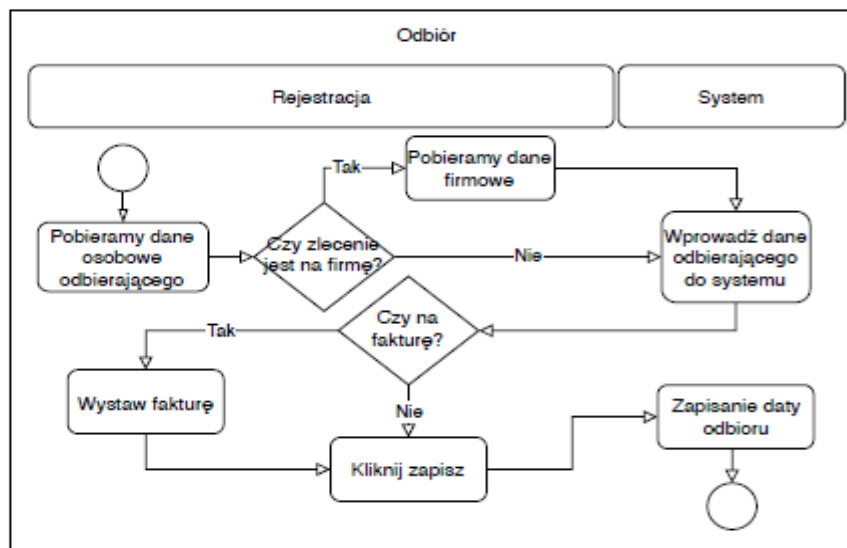 Odbiór
Rejestracja
System
Tak
Pobieramy dane
firmowe
Pobieramy dane
osobowe
odbierającego
Czy zlecenie
jest na firmę?
Nie
Wprowadź dane
odbierającego
do systemu
Tak
Czy na
fakturę?
Wystaw fakturę
Nie
Zapisanie daty
odbioru
Kliknij zapisz